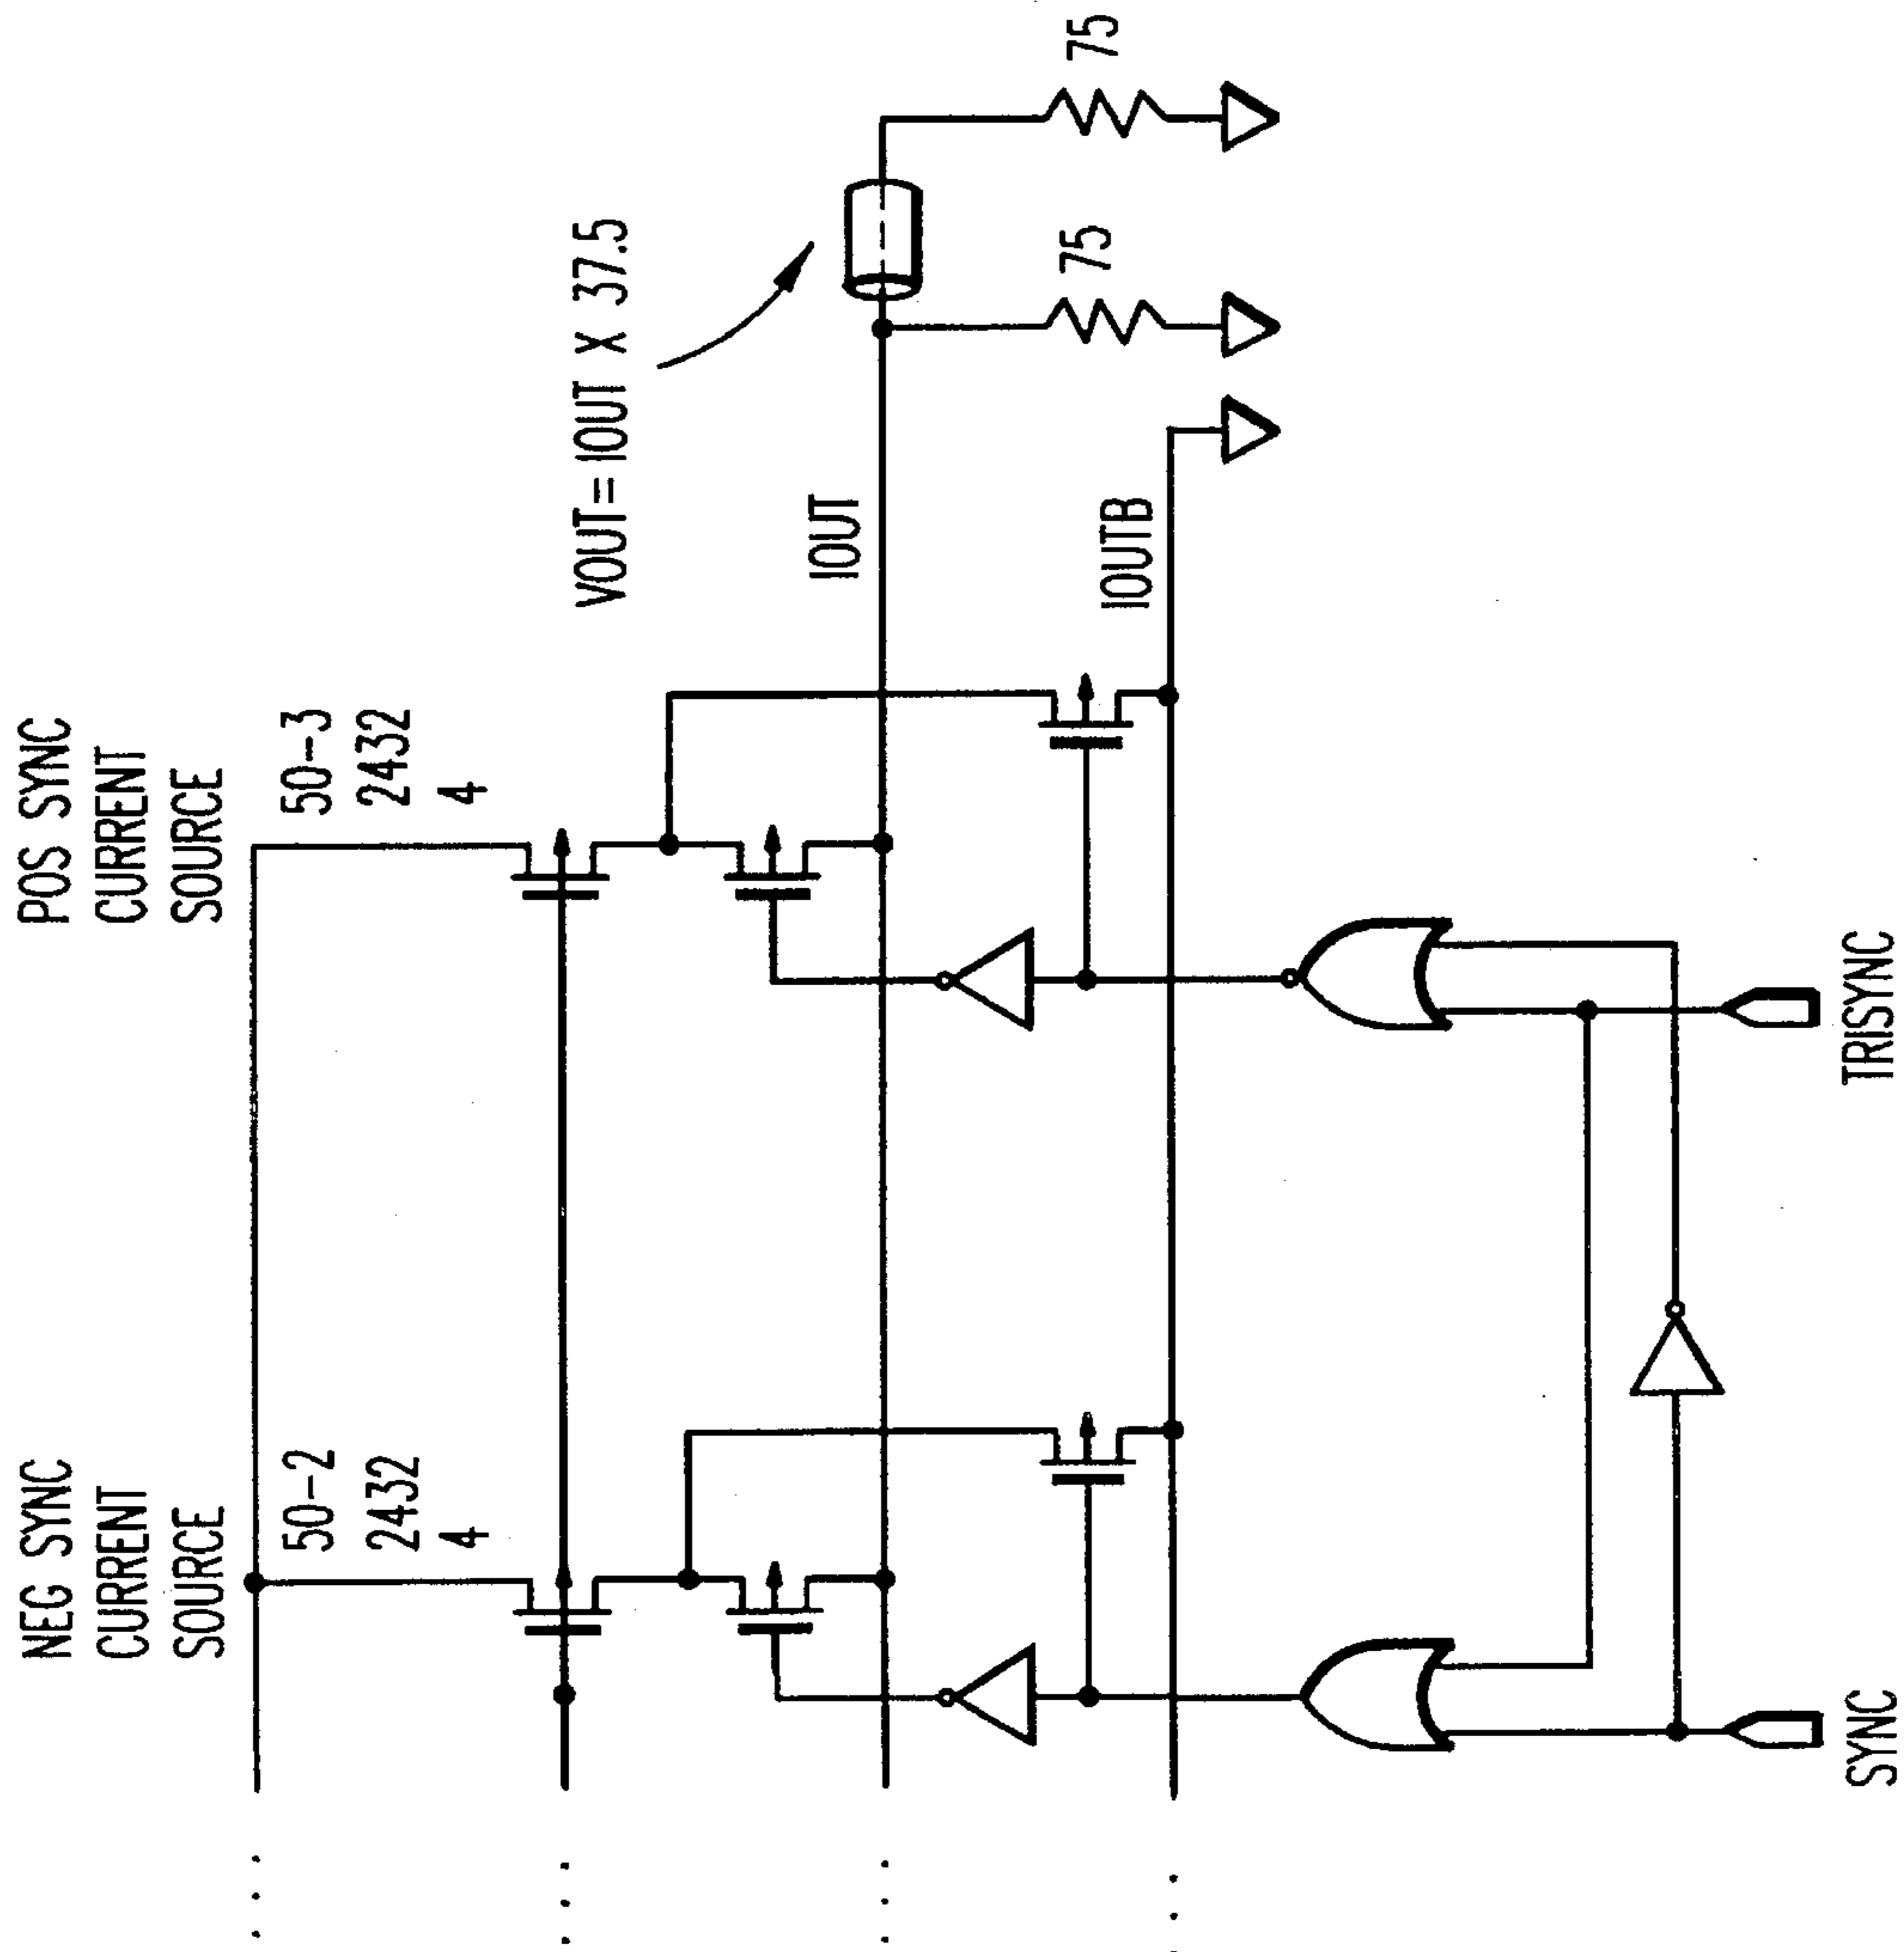 NEG SYNC
CURRENT
SOURCE
50-2
2432
4
POS SYNC
CURRENT
SOURCE
50-3
2432
4
VOUT=IOUT X 37.5
IOUT
IOUTB
75
75
SYNC
TRISYNC